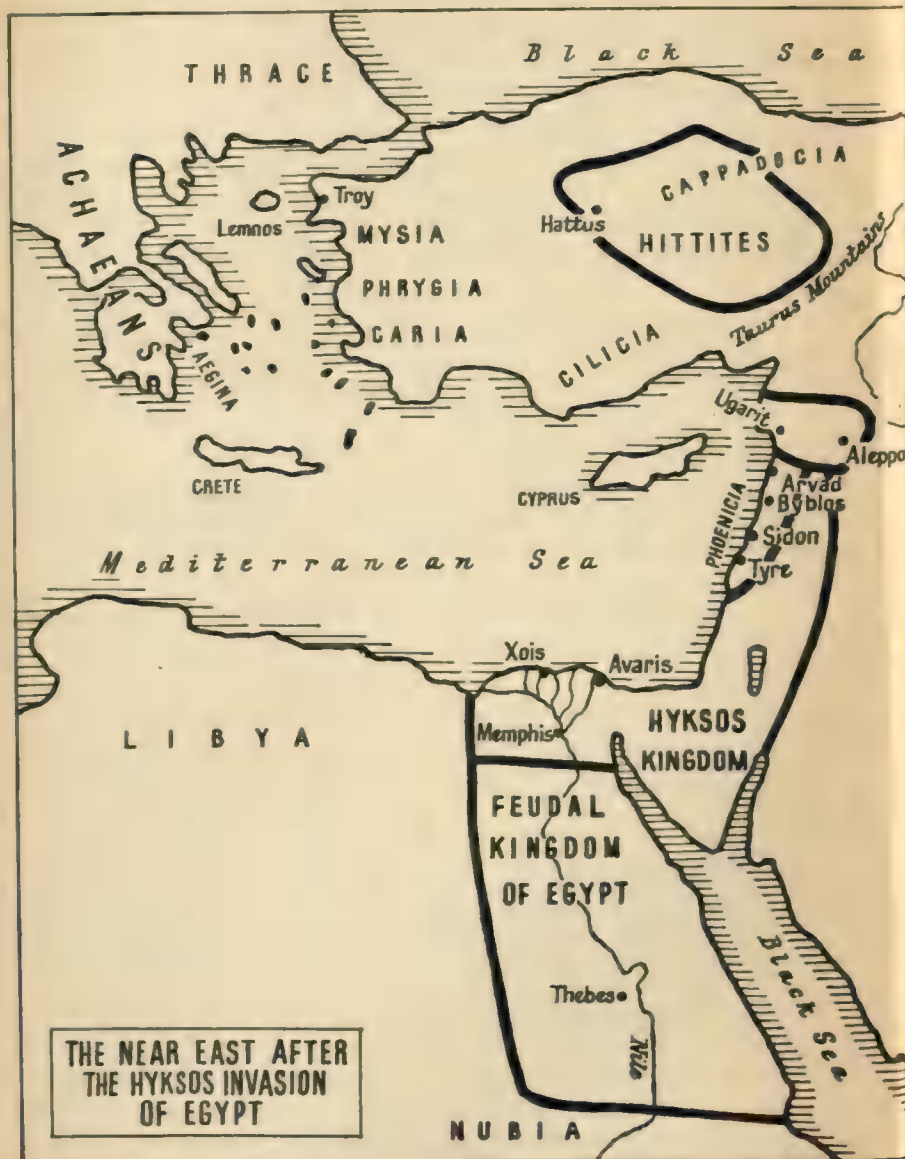 Black Sea
THRACE
ACHAEANS
CAPPADOCIA
Troy
Lemnos
Hattus
MYSIA
HITTITES
PHRYGIA
Taurus Mountains
CARIA
CILICIA
AEGINA
Ugarit
Aleppo
CRETE
CYPRUS
Arvad
Byblos
PHOENICIA
Sidon
Tyre
Mediterranean Sea
Xois
Avaris
LIBYA
Memphis
HYKSOS
KINGDOM
FEUDAL
KINGDOM
OF EGYPT
Black Sea
Thebes
Nile
THE NEAR EAST AFTER
THE HYKSOS INVASION
OF EGYPT
NUBIA